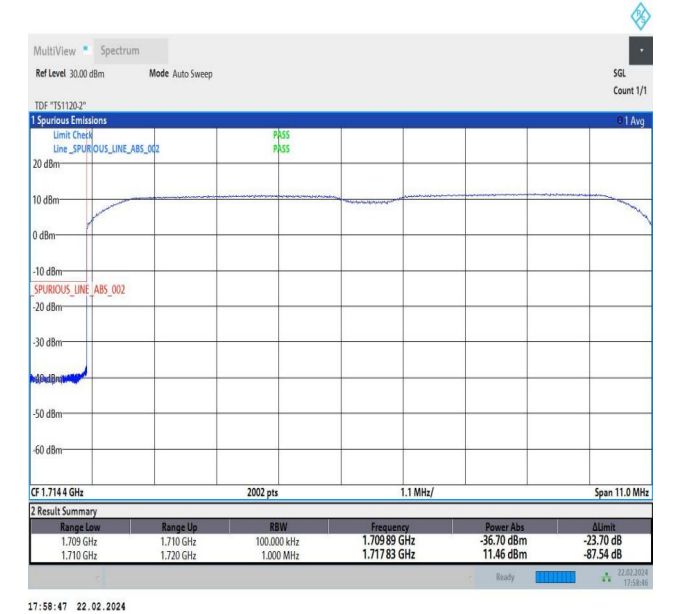 MultiView Spectrum
Ref Level 30.00 dBm Mode Auto Sweep SGL
Count 1/1
TDF "TS1120-2"
1 Spurious Emissions 1 Avg
Limit Check PASS
Line _SPURIOUS_LINE_ABS_002 PASS
20 dBm
10 dBm
0 dBm
-10 dBm
_SPURIOUS_LINE_ABS_002
-20 dBm
-30 dBm
-40 dBm
-50 dBm
-60 dBm
CF 1.714 4 GHz 2002 pts 1.1 MHz/ Span 11.0 MHz
2 Result Summary
Range Low Range Up RBW Frequency Power Abs ΔLimit
1.709 GHz 1.710 GHz 100.000 kHz 1.709 89 GHz -36.70 dBm -23.70 dB
1.710 GHz 1.720 GHz 1.000 MHz 1.717 83 GHz 11.46 dBm -87.54 dB
Ready 22.02.2024
17:58:46
17:58:47 22.02.2024